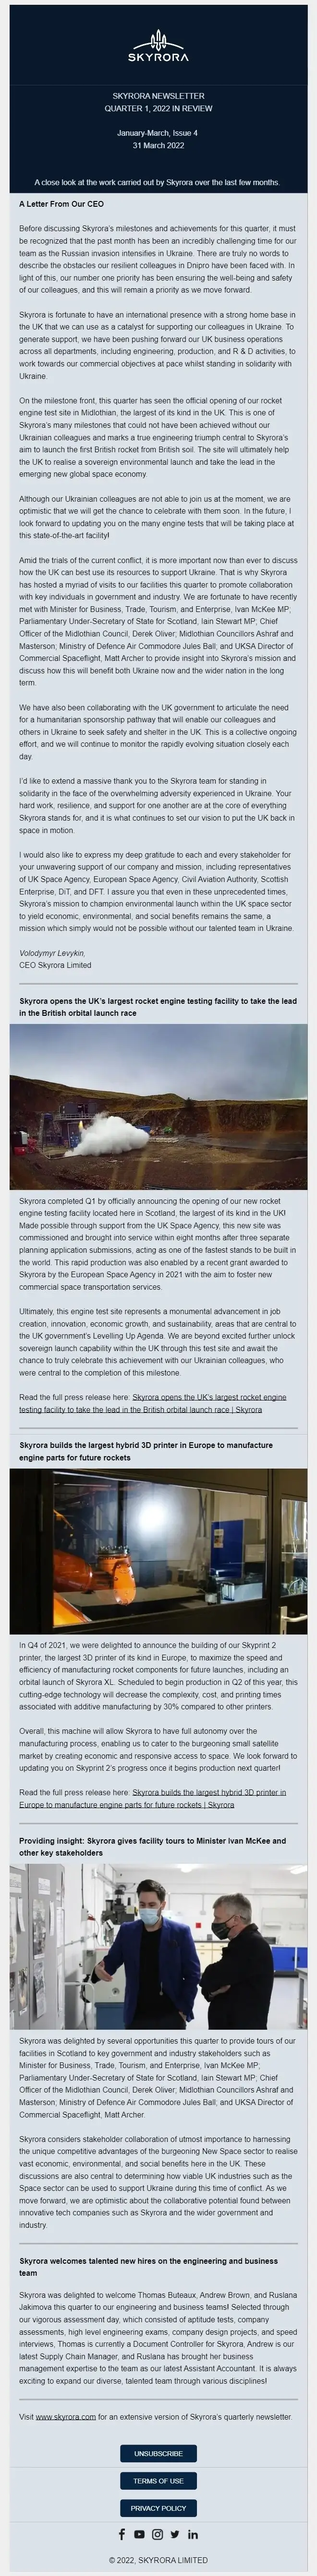 SKYRORA
SKYRORA NEWSLETTER
QUARTER 1, 2022 IN REVIEW
January-March, Issue 4
31 March 2022
A close look at the work carried out by Skyrora over the last few months.
A Letter From Our CEO
Before discussing Skyrora's milestones and achievements for this quarter, it must
be recognized that the past month has been an incredibly challenging time for our
team as the Russian invasion intensifies in Ukraine. There are truly no words to
describe the obstacles our resilient colleagues in Dnipro have been faced with. In
light of this, our number one priority has been ensuring the well-being and safety
of our colleagues, and this will remain a priority as we move forward.
Skyrora is fortunate to have an international presence with a strong home base in
the UK that we can use as a catalyst for supporting our colleagues in Ukraine. To
generate support, we have been pushing forward our UK business operations
across all departments, including engineering, production, and R & D activities, to
work towards our commercial objectives at pace whilst standing in solidarity with
Ukraine.
On the milestone front, this quarter has seen the official opening of our rocket
engine test site in Midlothian, the largest of its kind in the UK. This is one of
Skyrora's many milestones that could not have been achieved without our
Ukrainian colleagues and marks a true engineering triumph central to Skyrora's
aim to launch the first British rocket from British soil. The site will ultimately help
the UK to realise a sovereign environmental launch and take the lead in the
emerging new global space economy.
Although our Ukrainian colleagues are not able to join us at the moment, we are
optimistic that we will get the chance to celebrate with them soon. In the future, I
look forward to updating you on the many engine tests that will be taking place at
this state-of-the-art facility!
Amid the trials of the current conflict, it is more important now than ever to discuss
how the UK can best use its resources to support Ukraine. That is why Skyrora
has hosted a myriad of visits to our facilities this quarter to promote collaboration
with key individuals in government and industry. We are fortunate to have recently
met with Minister for Business, Trade, Tourism, and Enterprise, Ivan McKee MP;
Parliamentary Under-Secretary of State for Scotland, Iain Stewart MP; Chief
Officer of the Midlothian Council, Derek Oliver; Midlothian Councillors Ashraf and
Masterson; Ministry of Defence Air Commodore Jules Ball; and UKSA Director of
Commercial Spaceflight, Matt Archer to provide insight into Skyrora's mission and
discuss how this will benefit both Ukraine now and the wider nation in the long
term.
We have also been collaborating with the UK government to articulate the need
for a humanitarian sponsorship pathway that will enable our colleagues and
others in Ukraine to seek safety and shelter in the UK. This is a collective ongoing
effort, and we will continue to monitor the rapidly evolving situation closely each
day.
I'd like to extend a massive thank you to the Skyrora team for standing in
solidarity in the face of the overwhelming adversity experienced in Ukraine. Your
hard work, resilience, and support for one another are at the core of everything
Skyrora stands for, and it is what continues to set our vision to put the UK back in
space in motion.
I would also like to express my deep gratitude to each and every stakeholder for
your unwavering support of our company and mission, including representatives
of UK Space Agency, European Space Agency, Civil Aviation Authority, Scottish
Enterprise, DiT, and DFT. I assure you that even in these unprecedented times,
Skyrora's mission to champion environmental launch within the UK space sector
to yield economic, environmental, and social benefits remains the same, a
mission which simply would not be possible without our talented team in Ukraine.
Volodymyr Levykin,
CEO Skyrora Limited
Skyrora opens the UK's largest rocket engine testing facility to take the lead
in the British orbital launch race
Skyrora completed Q1 by officially announcing the opening of our new rocket
engine testing facility located here in Scotland, the largest of its kind in the UK!
Made possible through support from the UK Space Agency, this new site was
commissioned and brought into service within eight months after three separate
planning application submissions, acting as one of the fastest stands to be built in
the world. This rapid production was also enabled by a recent grant awarded to
Skyrora by the European Space Agency in 2021 with the aim to foster new
commercial space transportation services.
Ultimately, this engine test site represents a monumental advancement in job
creation, innovation, economic growth, and sustainability, areas that are central to
the UK government's Levelling Up Agenda. We are beyond excited further unlock
sovereign launch capability within the UK through this test site and await the
chance to truly celebrate this achievement with our Ukrainian colleagues, who
were central to the completion of this milestone.
Read the full press release here: Skyrora opens the UK's largest rocket engine
testing facility to take the lead in the British orbital launch race | Skyrora
Skyrora builds the largest hybrid 3D printer in Europe to manufacture
engine parts for future rockets
In Q4 of 2021, we were delighted to announce the building of our Skyprint 2
printer, the largest 3D printer of its kind in Europe, to maximize the speed and
efficiency of manufacturing rocket components for future launches, including an
orbital launch of Skyrora XL. Scheduled to begin production in Q2 of this year, this
cutting-edge technology will decrease the complexity, cost, and printing times
associated with additive manufacturing by 30% compared to other printers.
Overall, this machine will allow Skyrora to have full autonomy over the
manufacturing process, enabling us to cater to the burgeoning small satellite
market by creating economic and responsive access to space. We look forward to
updating you on Skyprint 2's progress once it begins production next quarter!
Read the full press release here: Skyrora builds the largest hybrid 3D printer in
Europe to manufacture engine parts for future rockets | Skyrora
Providing insight: Skyrora gives facility tours to Minister Ivan McKee and
other key stakeholders
Skyrora was delighted by several opportunities this quarter to provide tours of our
facilities in Scotland to key government and industry stakeholders such as
Minister for Business, Trade, Tourism, and Enterprise, Ivan McKee MP;
Parliamentary Under-Secretary of State for Scotland, Iain Stewart MP; Chief
Officer of the Midlothian Council, Derek Oliver; Midlothian Councillors Ashraf and
Masterson; Ministry of Defence Air Commodore Jules Ball; and UKSA Director of
Commercial Spaceflight, Matt Archer.
Skyrora considers stakeholder collaboration of utmost importance to harnessing
the unique competitive advantages of the burgeoning New Space sector to realise
vast economic, environmental, and social benefits here in the UK. These
discussions are also central to determining how viable UK industries such as the
Space sector can be used to support Ukraine during this time of conflict. As we
move forward, we are optimistic about the collaborative potential found between
innovative tech companies such as Skyrora and the wider government and
industry.
Skyrora welcomes talented new hires on the engineering and business
team
Skyrora was delighted to welcome Thomas Buteaux, Andrew Brown, and Ruslana
Jakimova this quarter to our engineering and business teams! Selected through
our vigorous assessment day, which consisted of aptitude tests, company
assessments, high level engineering exams, company design projects, and speed
interviews, Thomas is currently a Document Controller for Skyrora, Andrew is our
latest Supply Chain Manager, and Ruslana has brought her business
management expertise to the team as our latest Assistant Accountant. It is always
exciting to expand our diverse, talented team through various disciplines!
Visit www.skyrora.com for an extensive version of Skyrora's quarterly newsletter.
UNSUBSCRIBE
TERMS OF USE
PRIVACY POLICY
© 2022, SKYRORA LIMITED